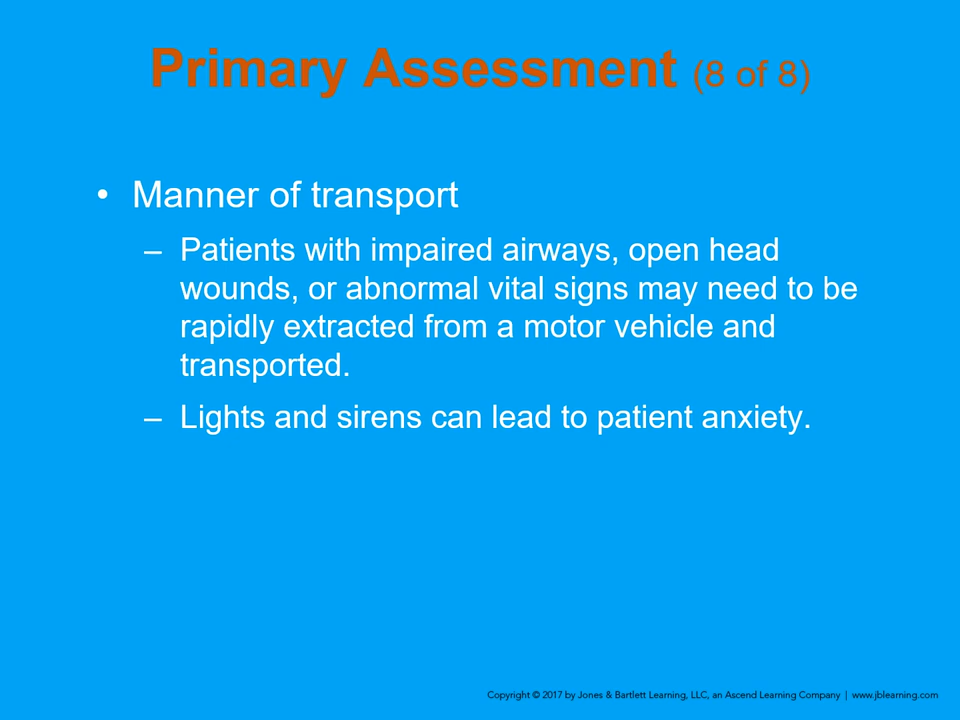 Primary Assessment (8 of 8)
• Manner of transport
– Patients with impaired airways, open head
wounds, or abnormal vital signs may need to be
rapidly extracted from a motor vehicle and
transported.
– Lights and sirens can lead to patient anxiety.
Copyright © 2017 by Jones & Bartlett Learning, LLC, an Ascend Learning Company | www.jblearning.com